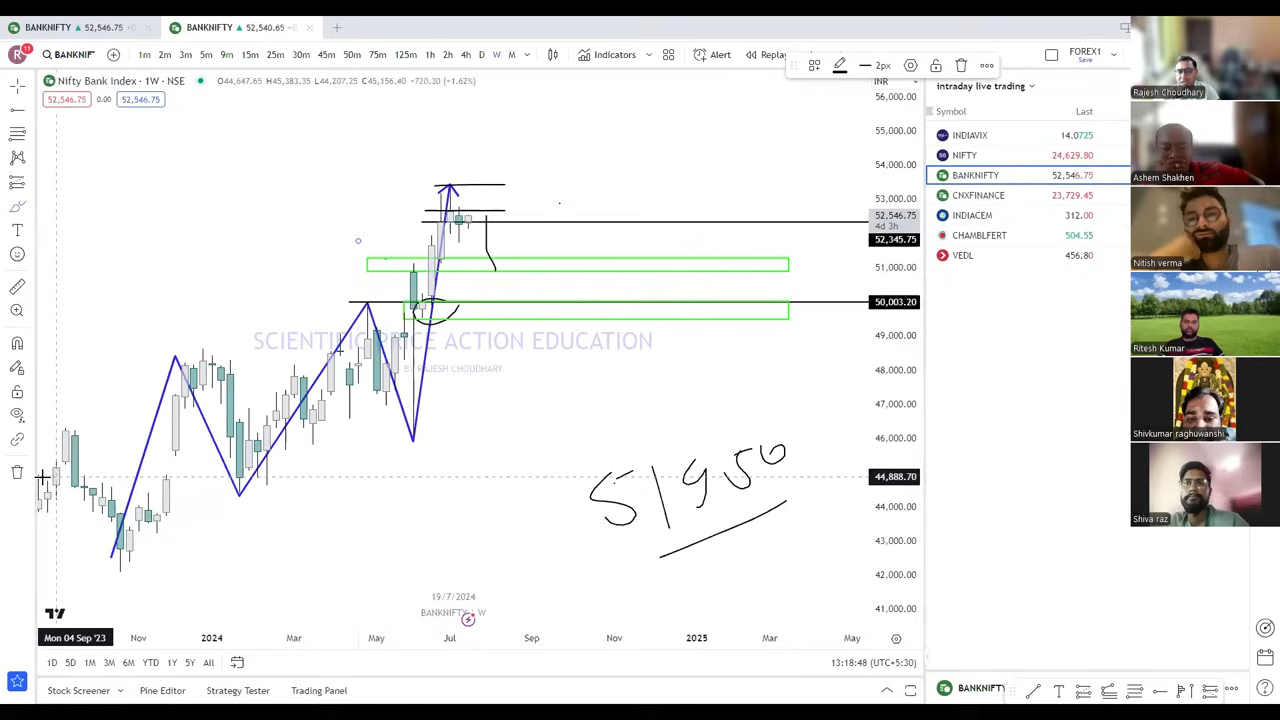 BANKNIFTY ▲ 52,546.75
BANKNIFTY ▲ 52,540.65
R 11 BANKNIF 1m 2m 3m 5m 9m 15m 25m 30m 45m 50m 75m 125m 1h 2h 4h D W M Indicators Alert Replay 2px FOREX1
Save
Nifty Bank Index · 1W · NSE O44,647.65 H45,383.35 L44,207.25 C45,156.40 +720.30 (+1.62%) INR
52,546.75 0.00 52,546.75
56,000.00
55,000.00
54,000.00
53,000.00
52,546.75
4d 3h
52,345.75
51,000.00
50,003.20
49,000.00
48,000.00
47,000.00
46,000.00
44,888.70
44,000.00
43,000.00
42,000.00
41,000.00
SCIENTIFIC PRICE ACTION EDUCATION
BY RAJESH CHOUDHARY
51950
19/7/2024
BANKNIFTY W
Mon 04 Sep '23 Nov 2024 Mar May Jul Sep Nov 2025 Mar May
1D 5D 1M 3M 6M YTD 1Y 5Y All 13:18:48 (UTC+5:30)
Stock Screener Pine Editor Strategy Tester Trading Panel
intraday live trading
Symbol Last
INDIAVIX 14.0725
NIFTY 24,629.80
BANKNIFTY 52,546.75
CNXFINANCE 23,729.45
INDIACEM 312.00
CHAMBLFERT 504.55
VEDL 456.80
BANKNIFTY
Rajesh Choudhary
Ashem Shakhen
Nitish verma
Ritesh Kumar
Shivkumar raghuwanshi
Shiva raz